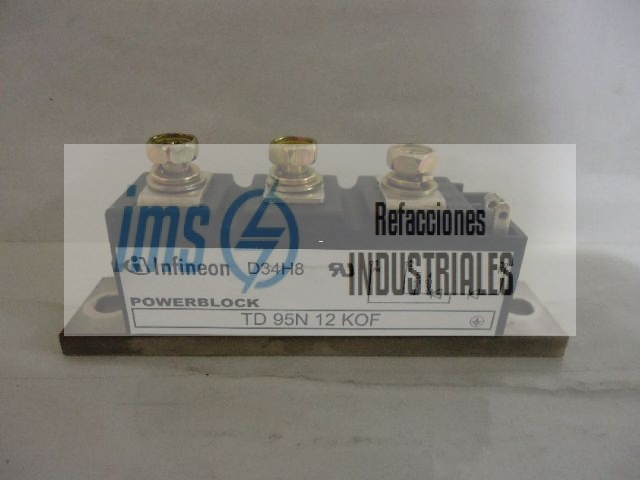 ims
Refacciones
INDUSTRIALES
Infineon D34H8
POWERBLOCK
TD 95N 12 KOF